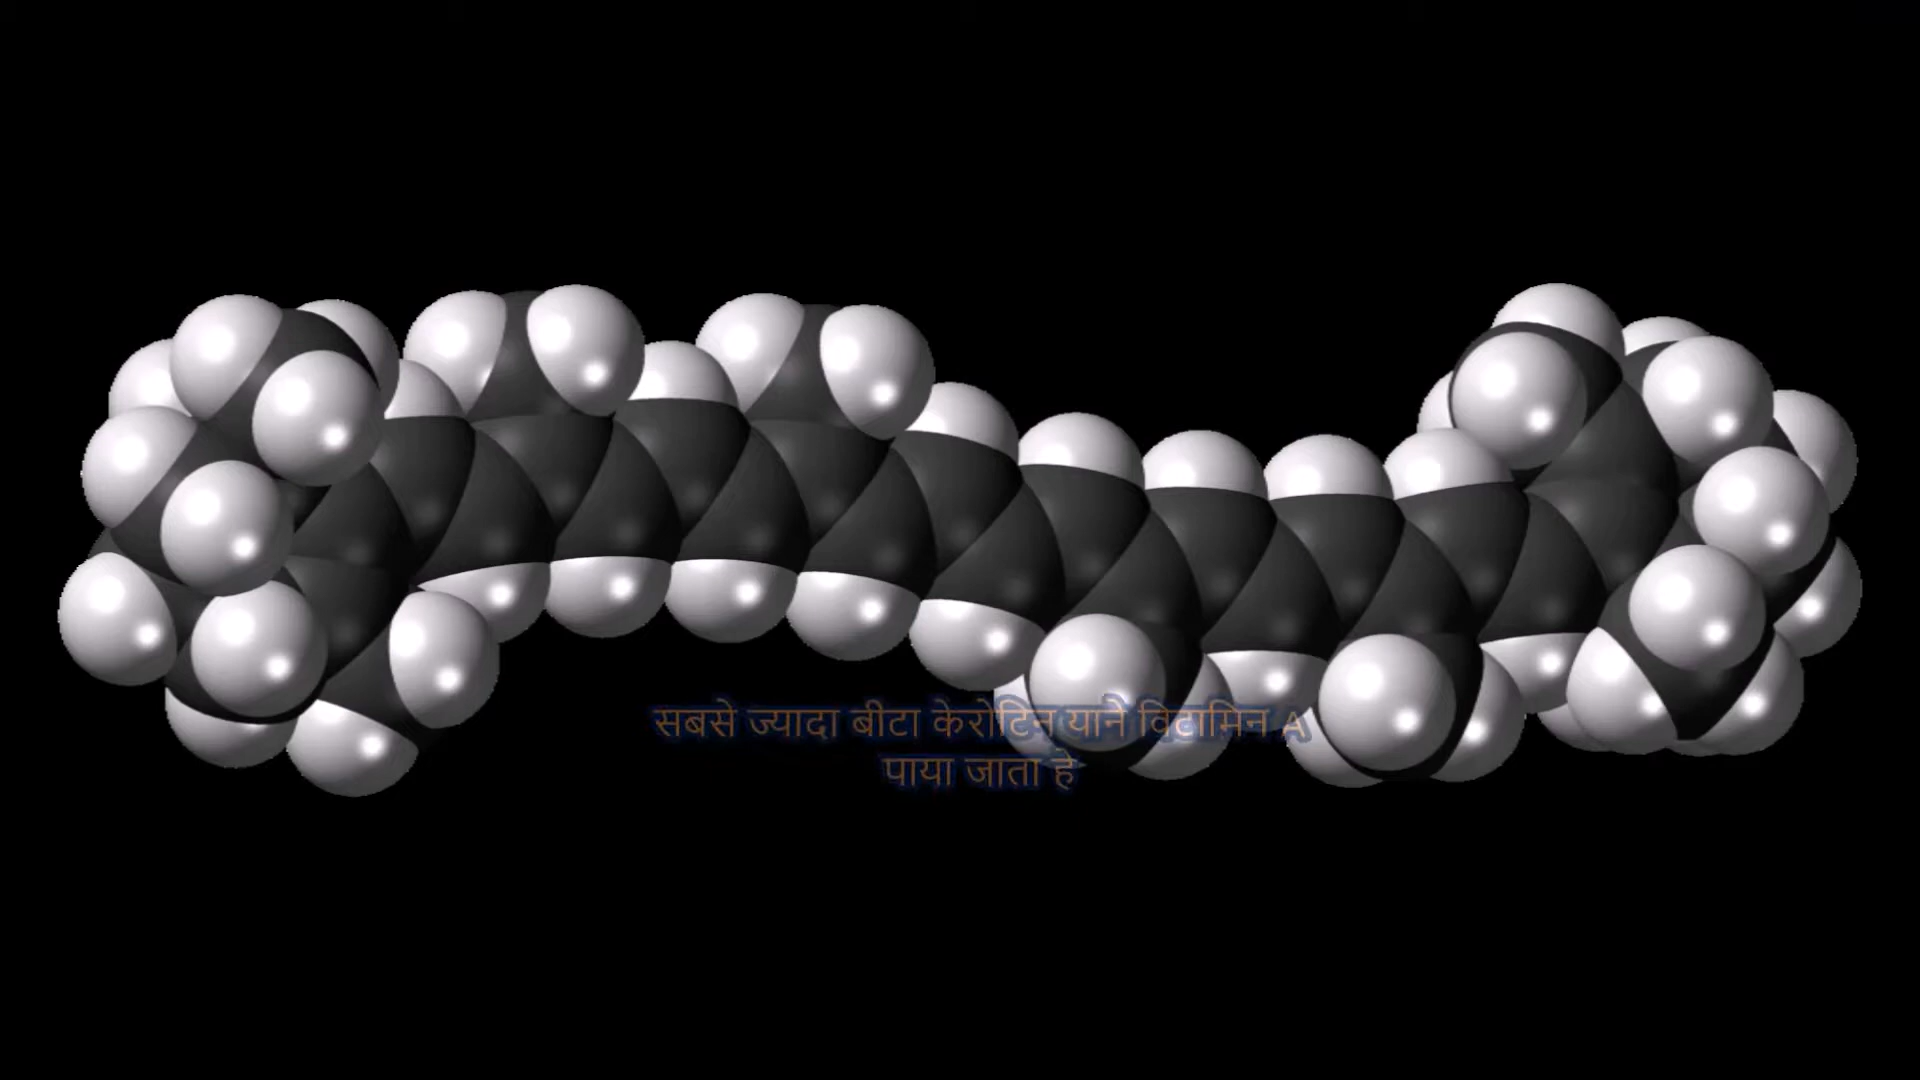 सबसे ज्यादा बीटा केरोटिन याने विटामिन A
पाया जाता है